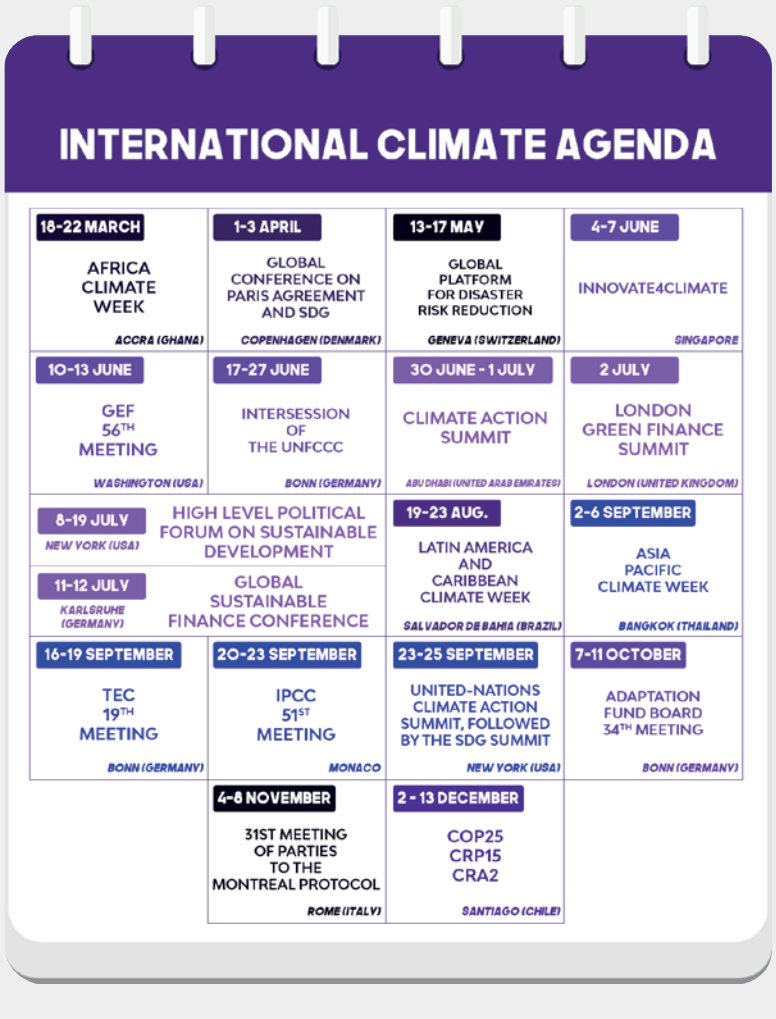 INTERNATIONAL CLIMATE AGENDA
18-22 MARCH
AFRICA
CLIMATE
WEEK
ACCRA (GHANA)
1-3 APRIL
GLOBAL
CONFERENCE ON
PARIS AGREEMENT
AND SDG
COPENHAGEN (DENMARK)
13-17 MAY
GLOBAL
PLATFORM
FOR DISASTER
RISK REDUCTION
GENEVA (SWITZERLAND)
4-7 JUNE
INNOVATE4CLIMATE
SINGAPORE
10-13 JUNE
GEF
56TH
MEETING
WASHINGTON (USA)
17-27 JUNE
INTERSESSION
OF
THE UNFCCC
BONN (GERMANY)
30 JUNE - 1 JULY
CLIMATE ACTION
SUMMIT
ABU DHABI (UNITED ARAB EMIRATES)
2 JULY
LONDON
GREEN FINANCE
SUMMIT
LONDON (UNITED KINGDOM)
8-19 JULY
NEW YORK (USA)
HIGH LEVEL POLITICAL
FORUM ON SUSTAINABLE
DEVELOPMENT
11-12 JULY
KARLSRUHE
(GERMANY)
GLOBAL
SUSTAINABLE
FINANCE CONFERENCE
19-23 AUG.
LATIN AMERICA
AND
CARIBBEAN
CLIMATE WEEK
SALVADOR DE BAHIA (BRAZIL)
2-6 SEPTEMBER
ASIA
PACIFIC
CLIMATE WEEK
BANGKOK (THAILAND)
16-19 SEPTEMBER
TEC
19TH
MEETING
BONN (GERMANY)
20-23 SEPTEMBER
IPCC
51ST
MEETING
MONACO
23-25 SEPTEMBER
UNITED-NATIONS
CLIMATE ACTION
SUMMIT, FOLLOWED
BY THE SDG SUMMIT
NEW YORK (USA)
7-11 OCTOBER
ADAPTATION
FUND BOARD
34TH MEETING
BONN (GERMANY)
4-8 NOVEMBER
31ST MEETING
OF PARTIES
TO THE
MONTREAL PROTOCOL
ROME (ITALY)
2 - 13 DECEMBER
COP25
CRP15
CRA2
SANTIAGO (CHILE)